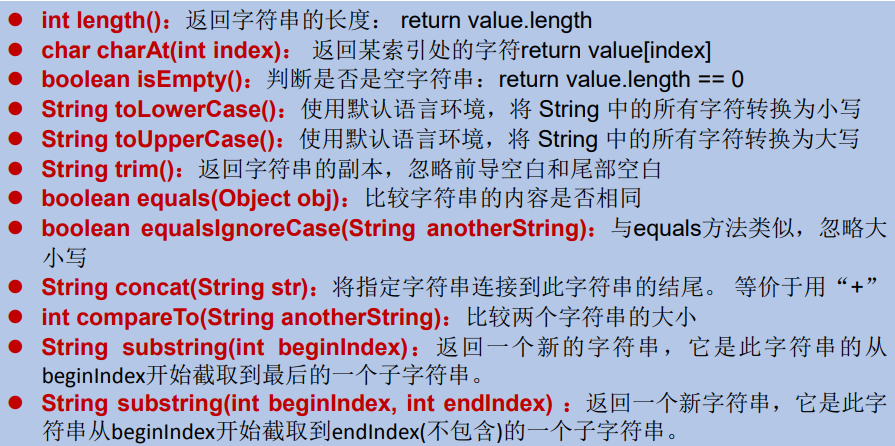 ● int length()：返回字符串的长度： return value.length
● char charAt(int index)： 返回某索引处的字符return value[index]
● boolean isEmpty()：判断是否是空字符串：return value.length == 0
● String toLowerCase()：使用默认语言环境，将 String 中的所有字符转换为小写
● String toUpperCase()：使用默认语言环境，将 String 中的所有字符转换为大写
● String trim()：返回字符串的副本，忽略前导空白和尾部空白
● boolean equals(Object obj)：比较字符串的内容是否相同
● boolean equalsIgnoreCase(String anotherString)：与equals方法类似，忽略大
小写
● String concat(String str)：将指定字符串连接到此字符串的结尾。 等价于用“+”
● int compareTo(String anotherString)：比较两个字符串的大小
● String substring(int beginIndex)：返回一个新的字符串，它是此字符串的从
beginIndex开始截取到最后的一个子字符串。
● String substring(int beginIndex, int endIndex) ：返回一个新字符串，它是此字
符串从beginIndex开始截取到endIndex(不包含)的一个子字符串。